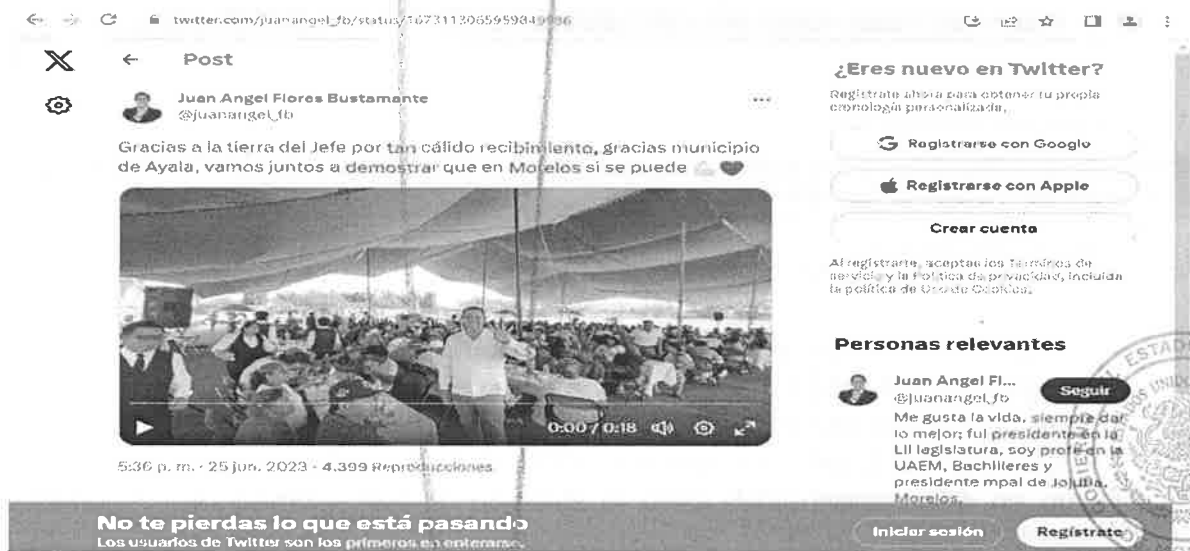 twitter.com/juanangel_fb/status/1673113065959849986
Post
Juan Angel Flores Bustamante
@juanangel_fb
Gracias a la tierra del Jefe por tan cálido recibimiento, gracias municipio
de Ayala, vamos juntos a demostrar que en Morelos si se puede
0:00 / 0:18
5:36 p. m. · 25 jun. 2023 · 4.399 Reproducciones
¿Eres nuevo en Twitter?
Regístrate ahora para obtener tu propia
cronología personalizada.
Registrarse con Google
Registrarse con Apple
Crear cuenta
Al registrarte, aceptas los Términos de
servicio y la Política de privacidad, incluida
la política de Uso de Cookies.
Personas relevantes
Juan Angel Fl...
@juanangel_fb
Seguir
Me gusta la vida, siempre dar
lo mejor; fui presidente en la
LII legislatura, soy profe en la
UAEM, Bachilleres y
presidente mpal de Jojutla,
Morelos.
No te pierdas lo que está pasando
Los usuarios de Twitter son los primeros en enterarse.
Iniciar sesión
Regístrate